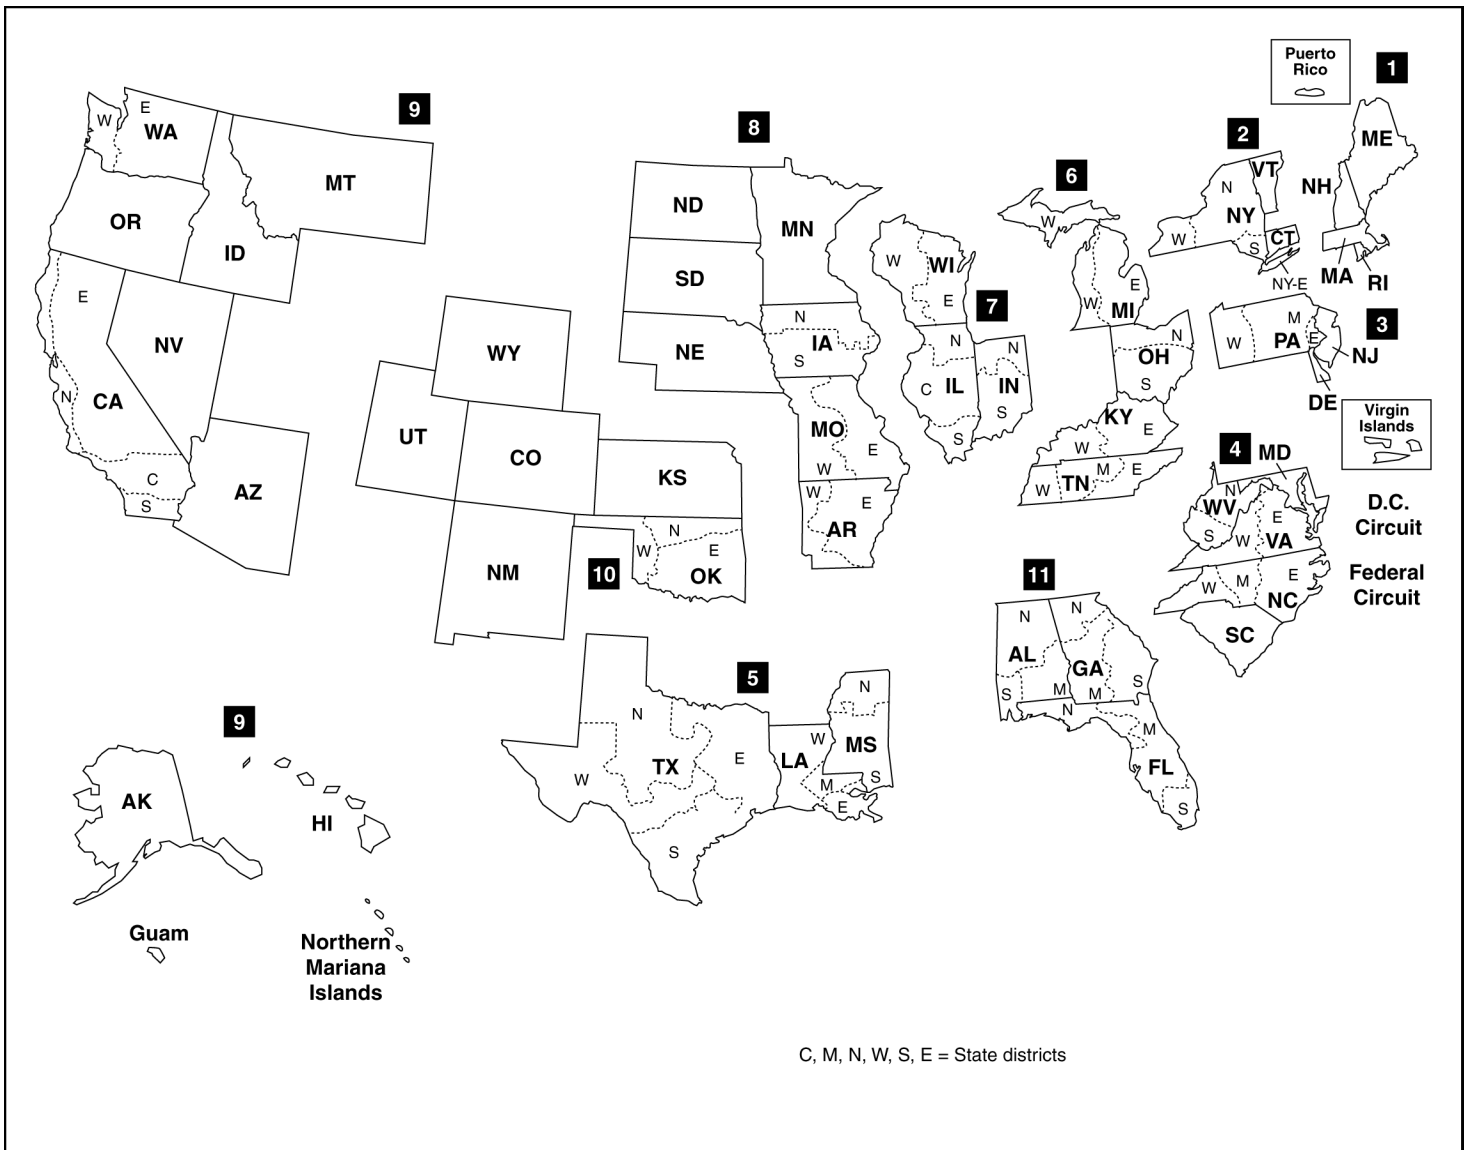 Puerto
Rico
1
9
8
2
6
E
W
WA
MT
OR
ID
ND
MN
SD
W
WI
E
W
E
W
MI
N
VT
NY
W
S
CT
NY-E
NH
ME
MA
RI
7
3
E
NV
CA
N
C
S
AZ
WY
UT
CO
NE
N
IA
S
N
IL
C
S
N
IN
S
N
OH
S
W
M
PA
E
NJ
DE
Virgin
Islands
KS
MO
E
W
KY
E
W
TN
W
M
E
4
MD
D.C.
Circuit
Federal
Circuit
N
WV
S
W
E
VA
NM
10
N
W
E
OK
W
E
AR
11
W
M
E
NC
SC
N
AL
S
M
N
GA
M
S
N
M
FL
S
5
N
TX
W
E
S
W
LA
M
E
N
MS
S
9
AK
HI
Guam
Northern
Mariana
Islands
C, M, N, W, S, E = State districts